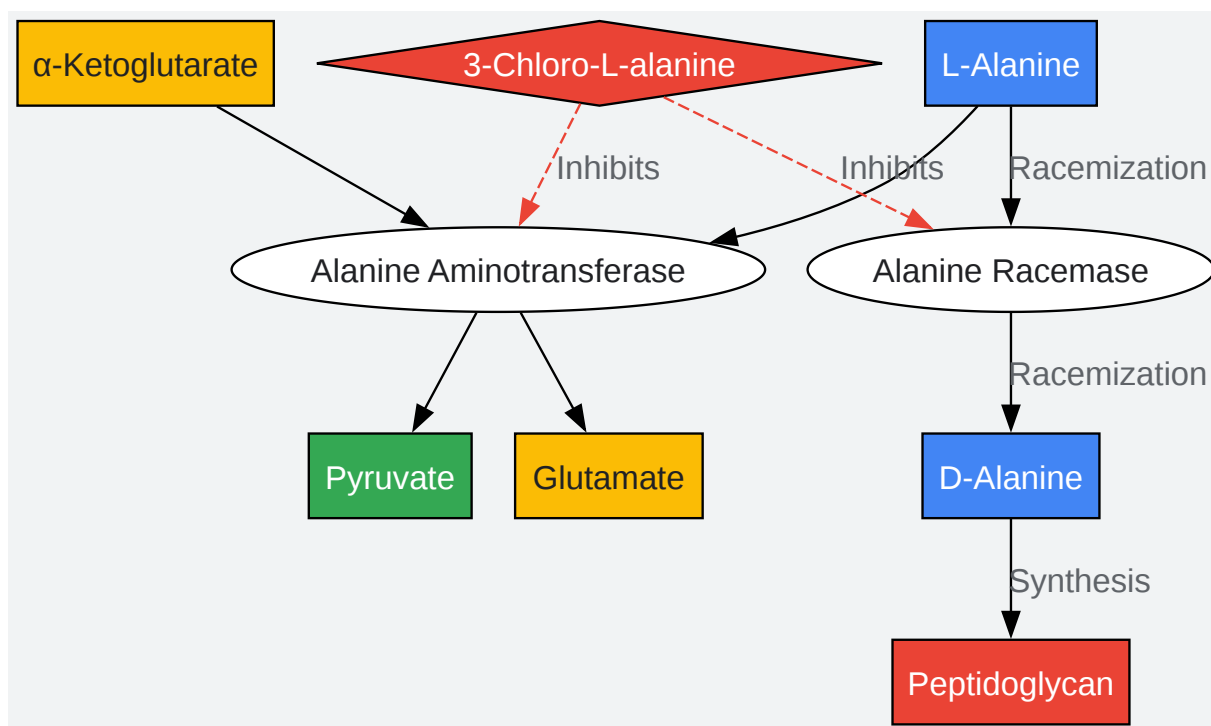 α-Ketoglutarate
3-Chloro-L-alanine
L-Alanine
Inhibits
Inhibits
Racemization
Alanine Aminotransferase
Alanine Racemase
Racemization
Pyruvate
Glutamate
D-Alanine
Synthesis
Peptidoglycan